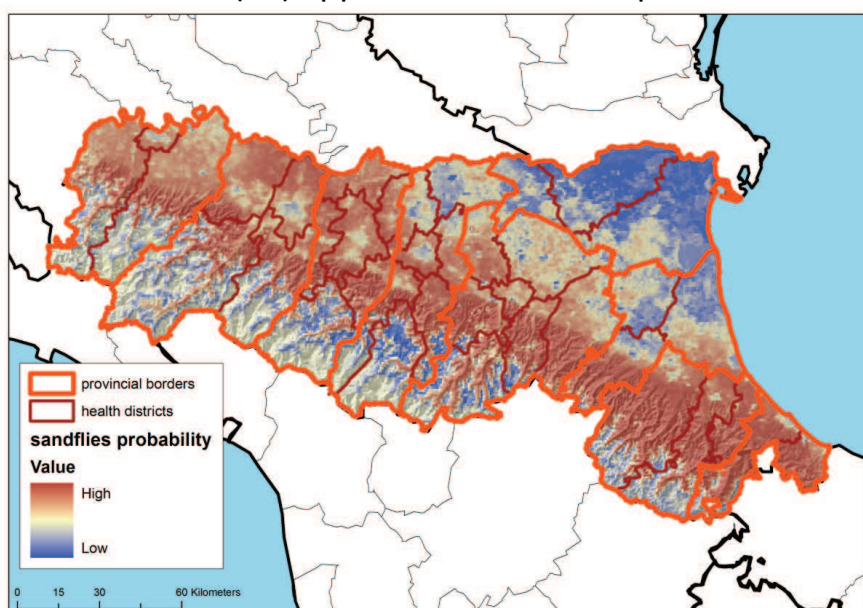 provincial borders
health districts
sandflies probability
Value
High
Low
0 15 30 60 Kilometers